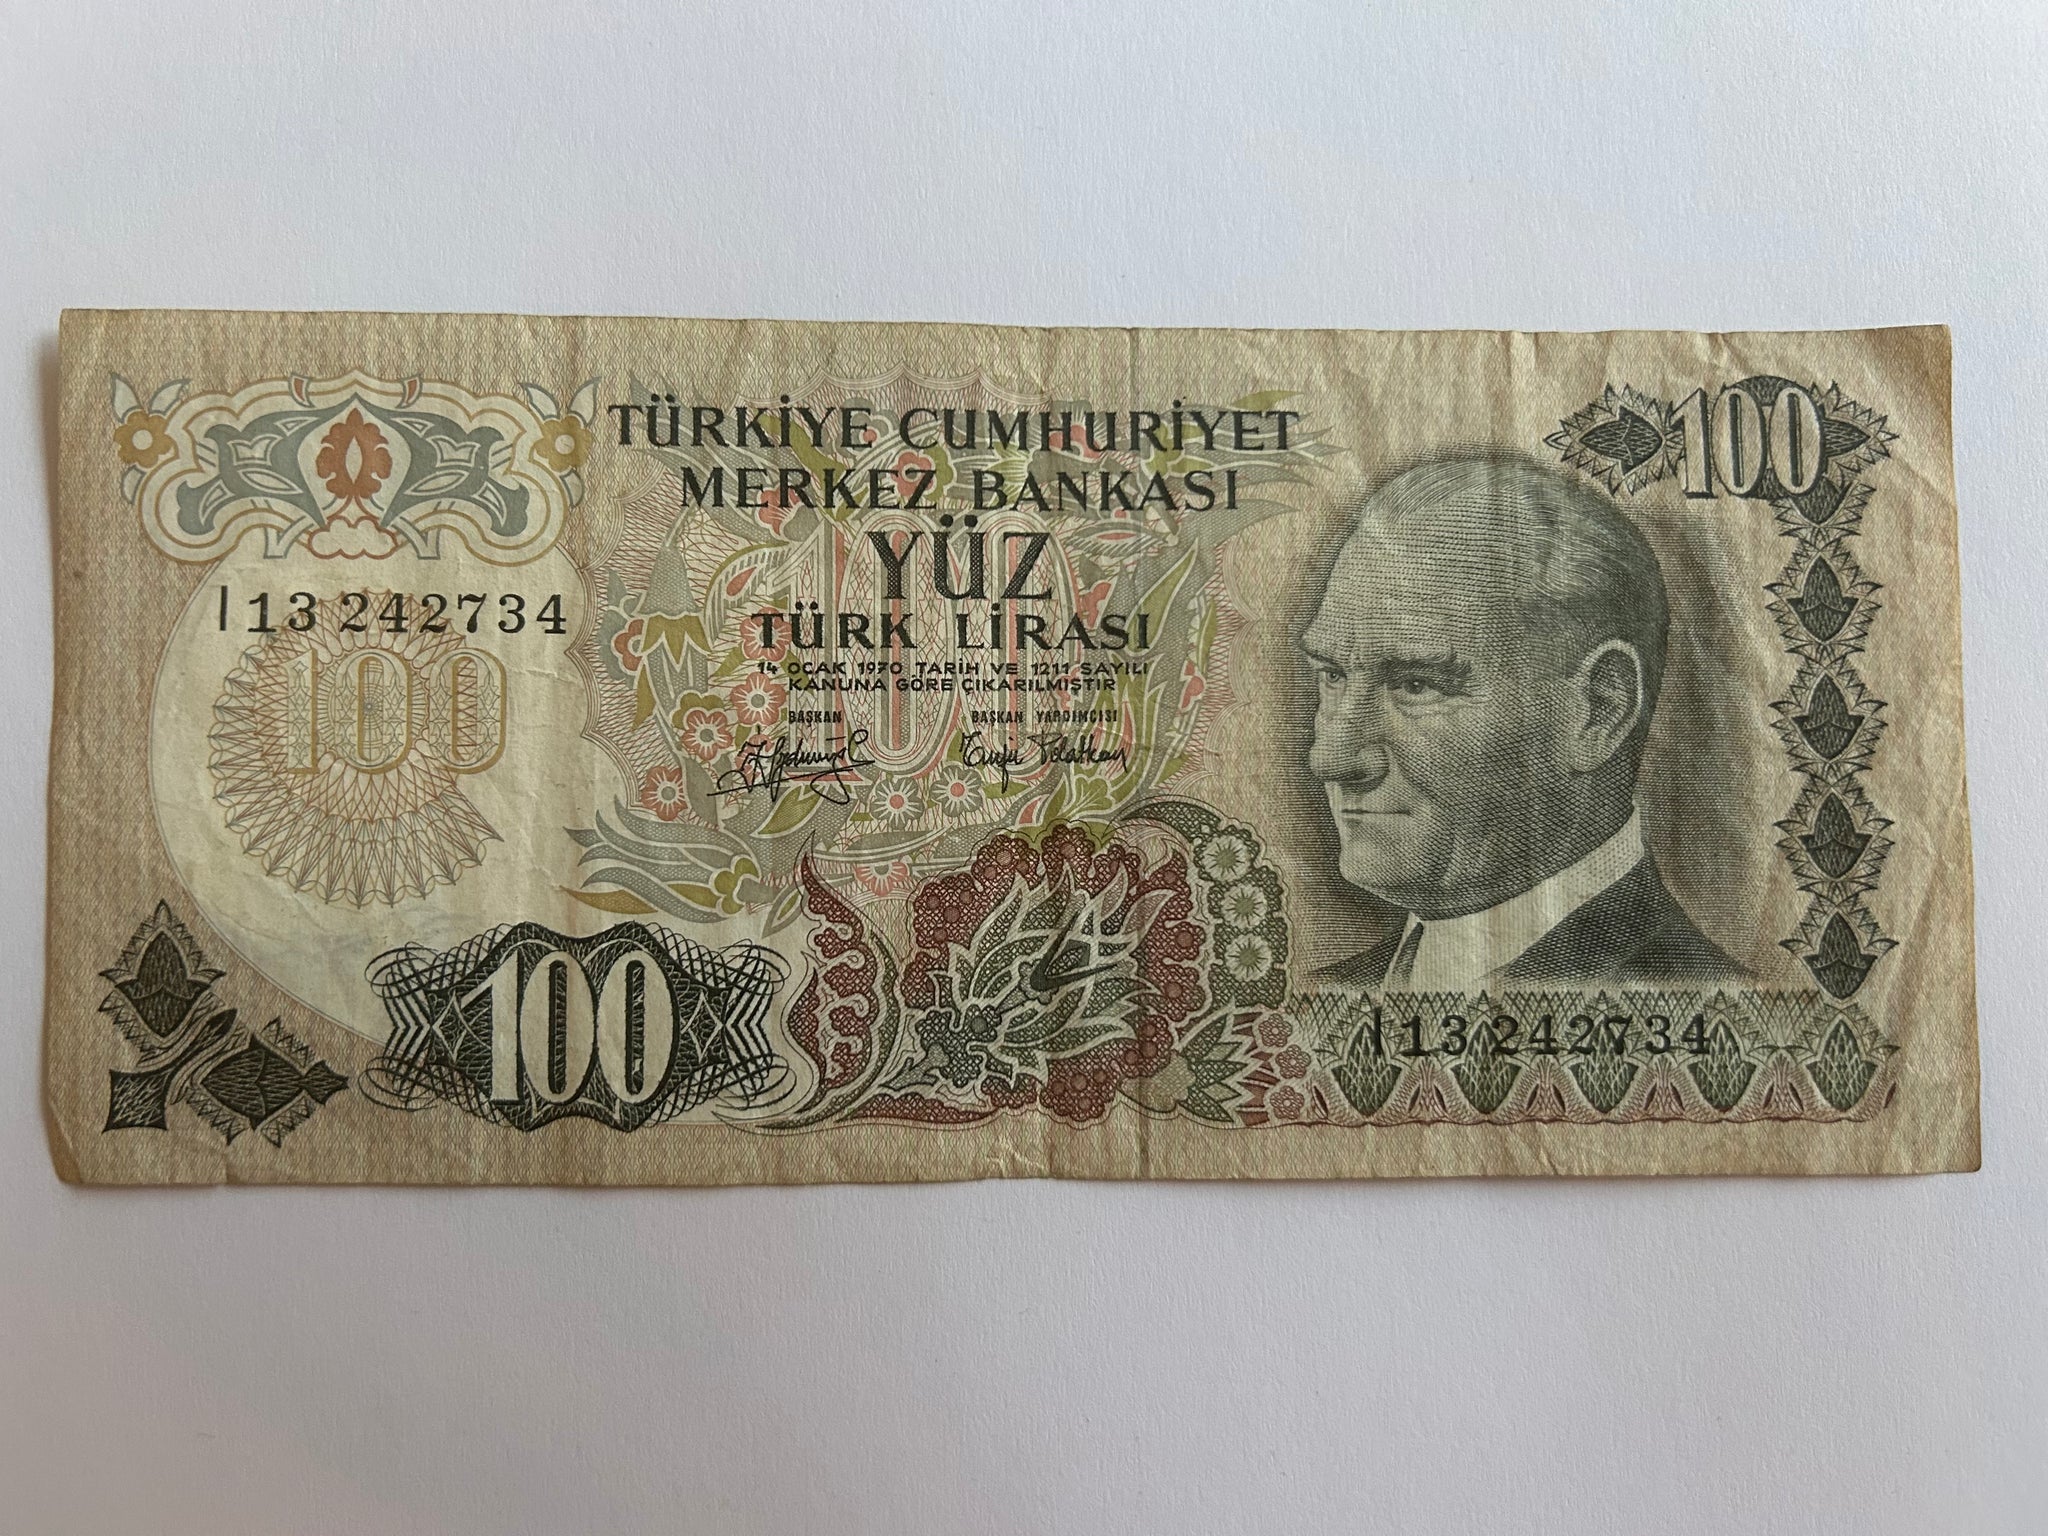 TÜRKİYE CUMHURİYET
MERKEZ BANKASI
100
YÜZ
TÜRK LİRASI
14 OCAK 1970 TARİH VE 1211 SAYILI
KANUNA GÖRE ÇIKARILMIŞTIR
BAŞKAN BAŞKAN YARDIMCISI
I13 242734
100
100
100
I13 242734